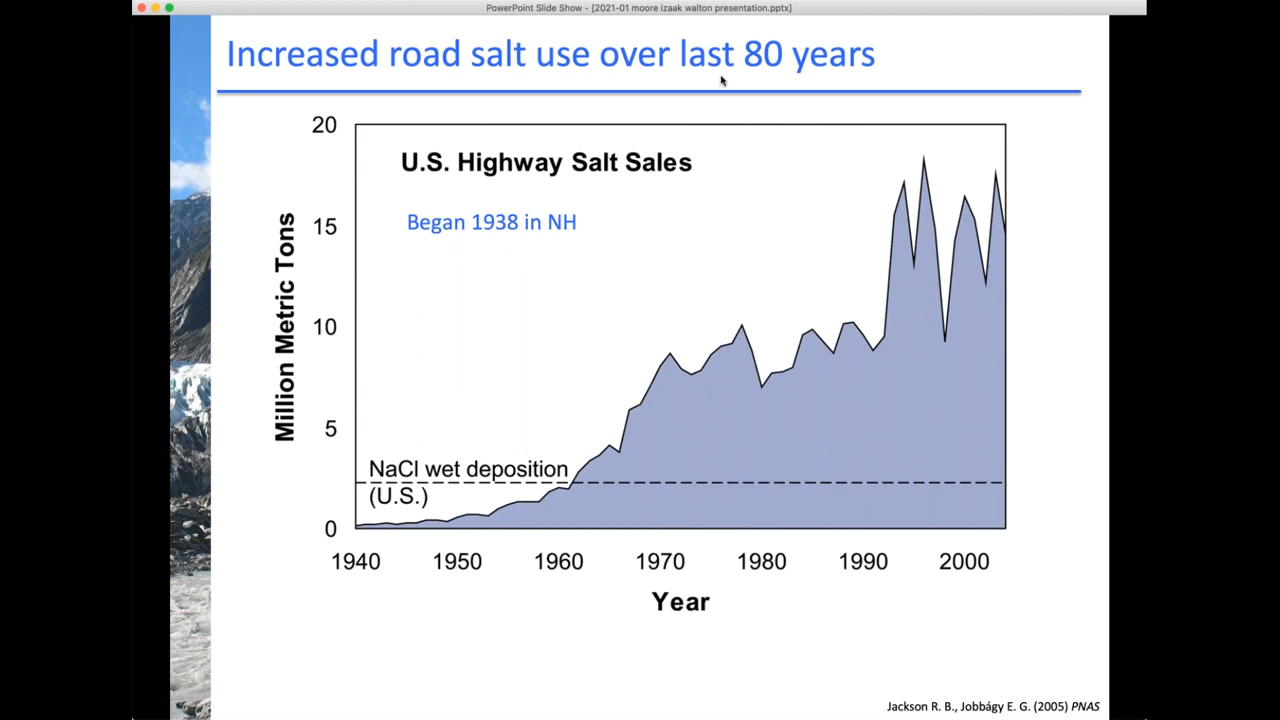 PowerPoint Slide Show - [2021-01 moore izaak walton presentation.pptx]
Increased road salt use over last 80 years
20
U.S. Highway Salt Sales
Began 1938 in NH
15
Million Metric Tons
10
5
NaCl wet deposition
(U.S.)
0
1940 1950 1960 1970 1980 1990 2000
Year
Jackson R. B., Jobbágy E. G. (2005) PNAS